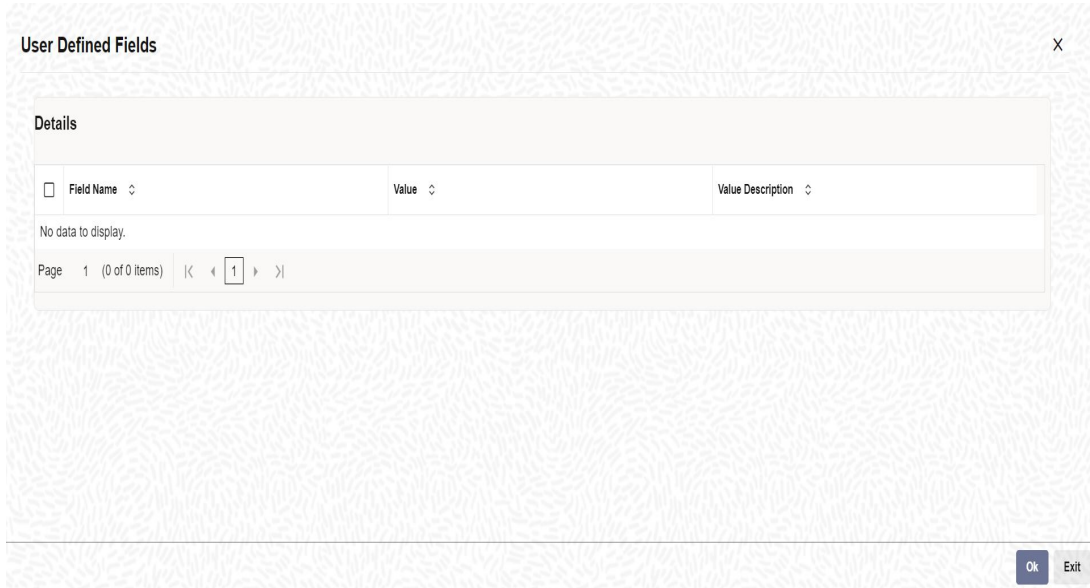 User Defined Fields X
Details
Field Name Value Value Description
No data to display.
Page 1 (0 of 0 items) 1
Ok Exit